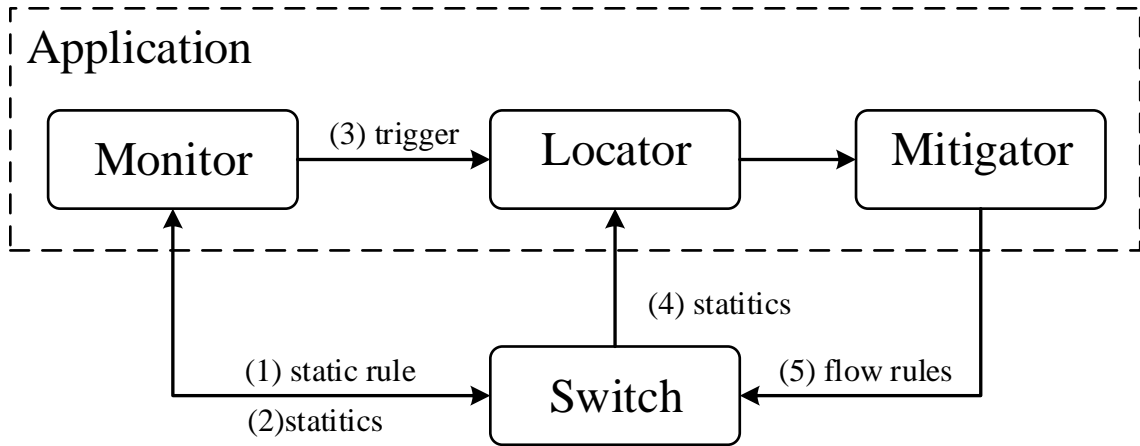 Application
Monitor
(3) trigger
Locator
Mitigator
(4) statitics
(1) static rule
(2)statitics
Switch
(5) flow rules